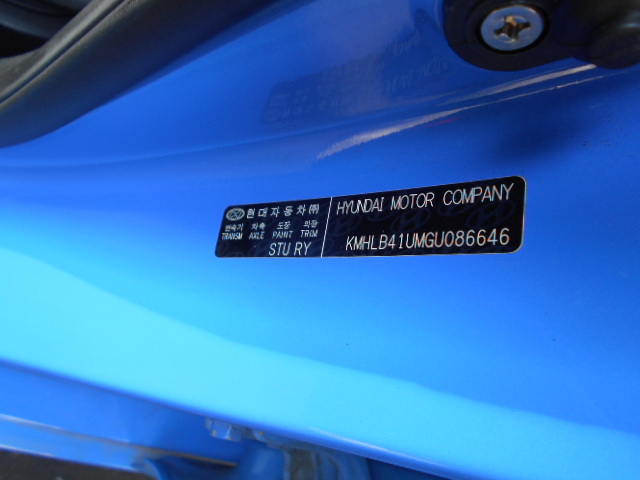 현대자동차㈜
변속기 차축 도장 의장
TRANSM AXLE PAINT TRIM
STU RY
HYUNDAI MOTOR COMPANY
KMHLB41UMGU086646